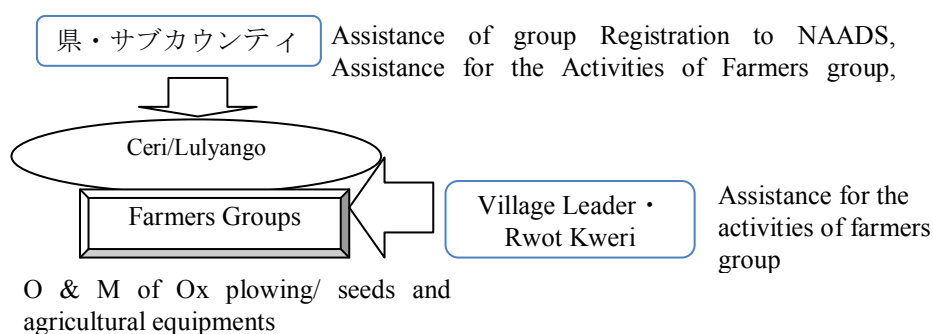 県・サブカウンティ
Assistance of group Registration to NAADS,
Assistance for the Activities of Farmers group,
Ceri/Lulyango
Farmers Groups
Village Leader・
Rwot Kweri
Assistance for the
activities of farmers
group
O & M of Ox plowing/ seeds and
agricultural equipments